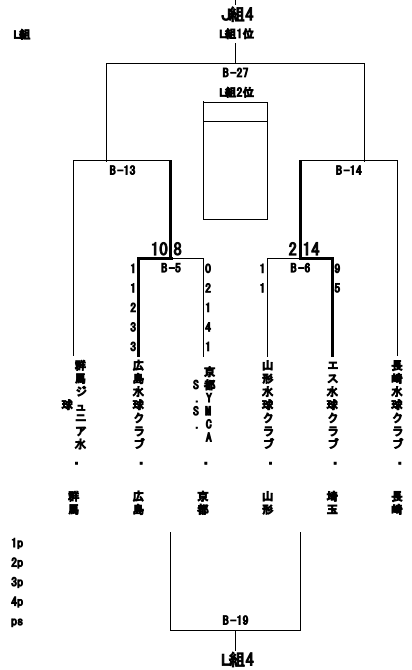 J組4
L組
L組1位
B-27
L組2位
B-13
B-14
10 8
2 14
B-5
B-6
1 0
1 2
2 1
3 4
3 1
1 9
1 5
群馬ジュニア水球
広島水球クラブ
京都YMCA S.S.
山形水球クラブ
エス水球クラブ
長崎水球クラブ
・ ・ ・ ・ ・ ・
群馬
広島
京都
山形
埼玉
長崎
1p
2p
3p
4p
ps
B-19
L組4